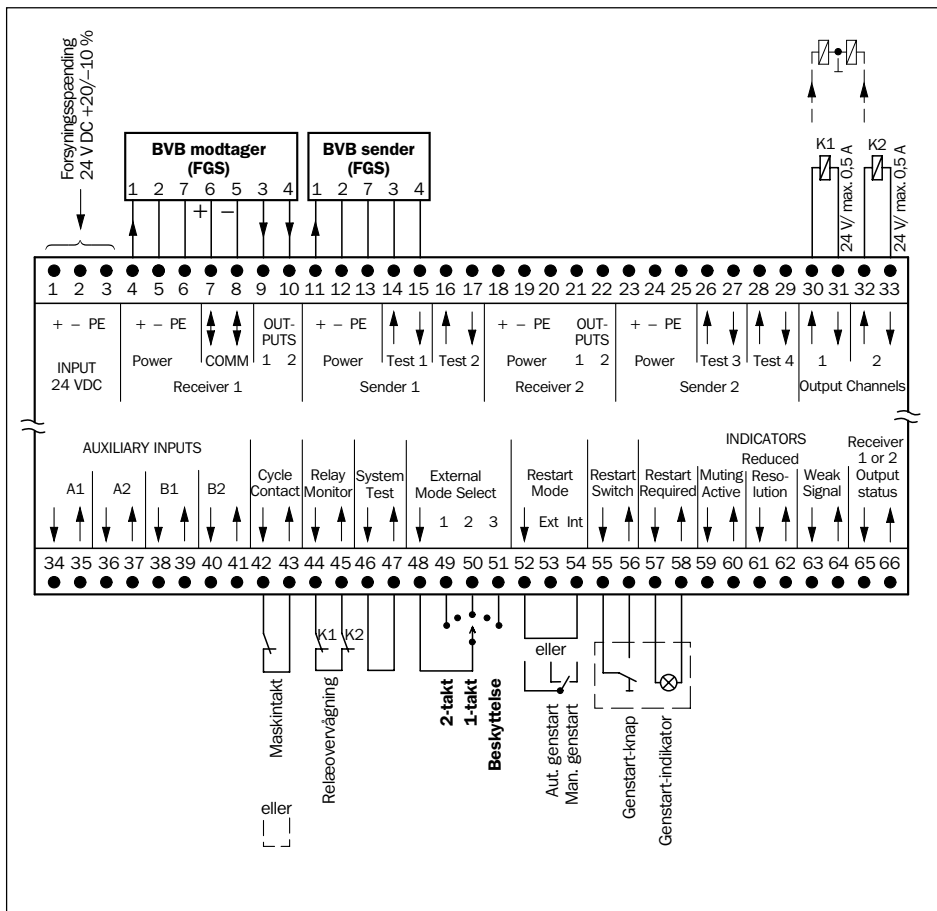 Forsyningsspænding
24 V DC +20/–10 %
BVB modtager
(FGS)
1 2 7 6 5 3 4
+ –
BVB sender
(FGS)
1 2 7 3 4
K1
24 V/ max. 0,5 A
K2
24 V/ max. 0,5 A
1 2 3 4 5 6 7 8 9 10 11 12 13 14 15 16 17 18 19 20 21 22 23 24 25 26 27 28 29 30 31 32 33
+ – PE
INPUT
24 VDC
+ – PE
Power
COMM
OUT-
PUTS
1 2
Receiver 1
+ – PE
Power
Test 1
Test 2
Sender 1
+ – PE
Power
OUT-
PUTS
1 2
Receiver 2
+ – PE
Power
Test 3
Test 4
Sender 2
1 2
Output Channels
AUXILIARY INPUTS
A1 A2 B1 B2
Cycle
Contact
Relay
Monitor
System
Test
External
Mode Select
1 2 3
Restart
Mode
Ext Int
Restart
Switch
INDICATORS
Restart
Required
Muting
Active
Reduced
Reso-
lution
Weak
Signal
Receiver
1 or 2
Output
status
34 35 36 37 38 39 40 41 42 43 44 45 46 47 48 49 50 51 52 53 54 55 56 57 58 59 60 61 62 63 64 65 66
Maskintakt
eller
K1 K2
Relæovervågning
2-takt
1-takt
Beskyttelse
eller
Aut. genstart
Man. genstart
Genstart-knap
Genstart-indikator